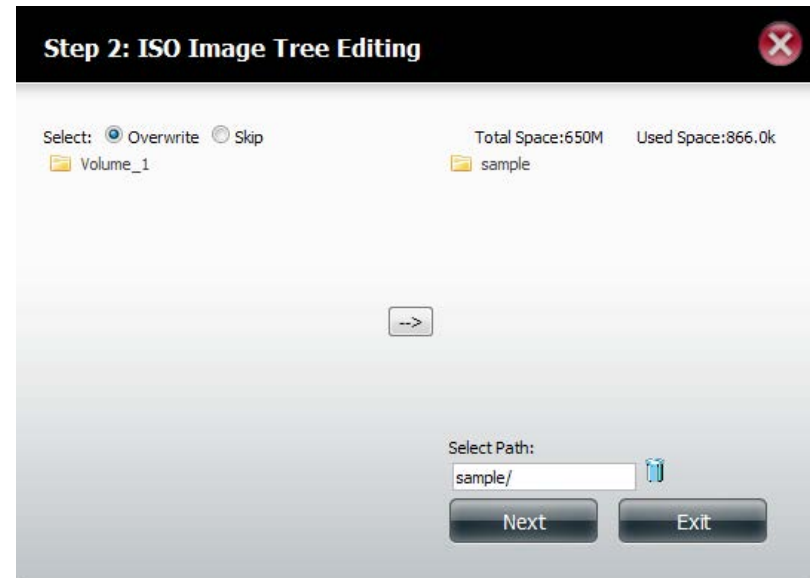 Step 2: ISO Image Tree Editing
Select: Overwrite Skip
Total Space:650M Used Space:866.0k
Volume_1
sample
-->
Select Path:
sample/
Next Exit